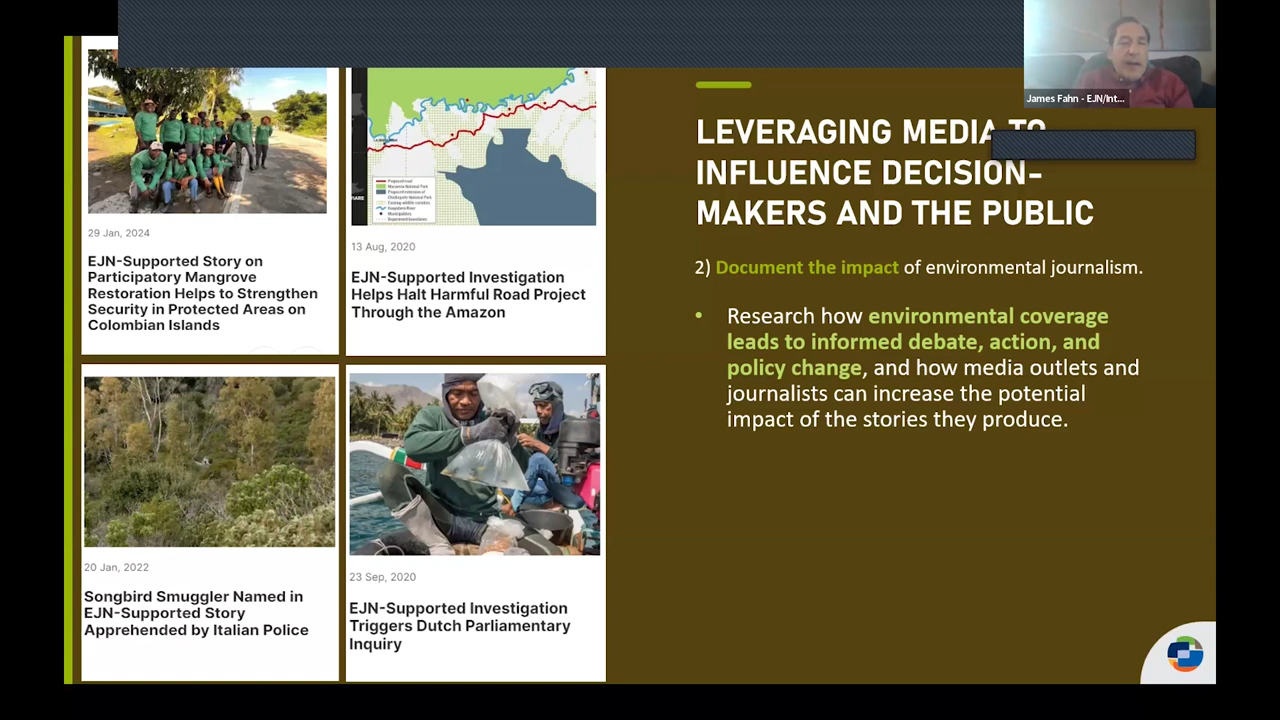 James Fahn - EJN/Int...
29 Jan, 2024
EJN-Supported Story on
Participatory Mangrove
Restoration Helps to Strengthen
Security in Protected Areas on
Colombian Islands
13 Aug, 2020
EJN-Supported Investigation
Helps Halt Harmful Road Project
Through the Amazon
20 Jan, 2022
Songbird Smuggler Named in
EJN-Supported Story
Apprehended by Italian Police
23 Sep, 2020
EJN-Supported Investigation
Triggers Dutch Parliamentary
Inquiry
LEVERAGING MEDIA TO
INFLUENCE DECISION-
MAKERS AND THE PUBLIC
2) Document the impact of environmental journalism.
• Research how environmental coverage
leads to informed debate, action, and
policy change, and how media outlets and
journalists can increase the potential
impact of the stories they produce.